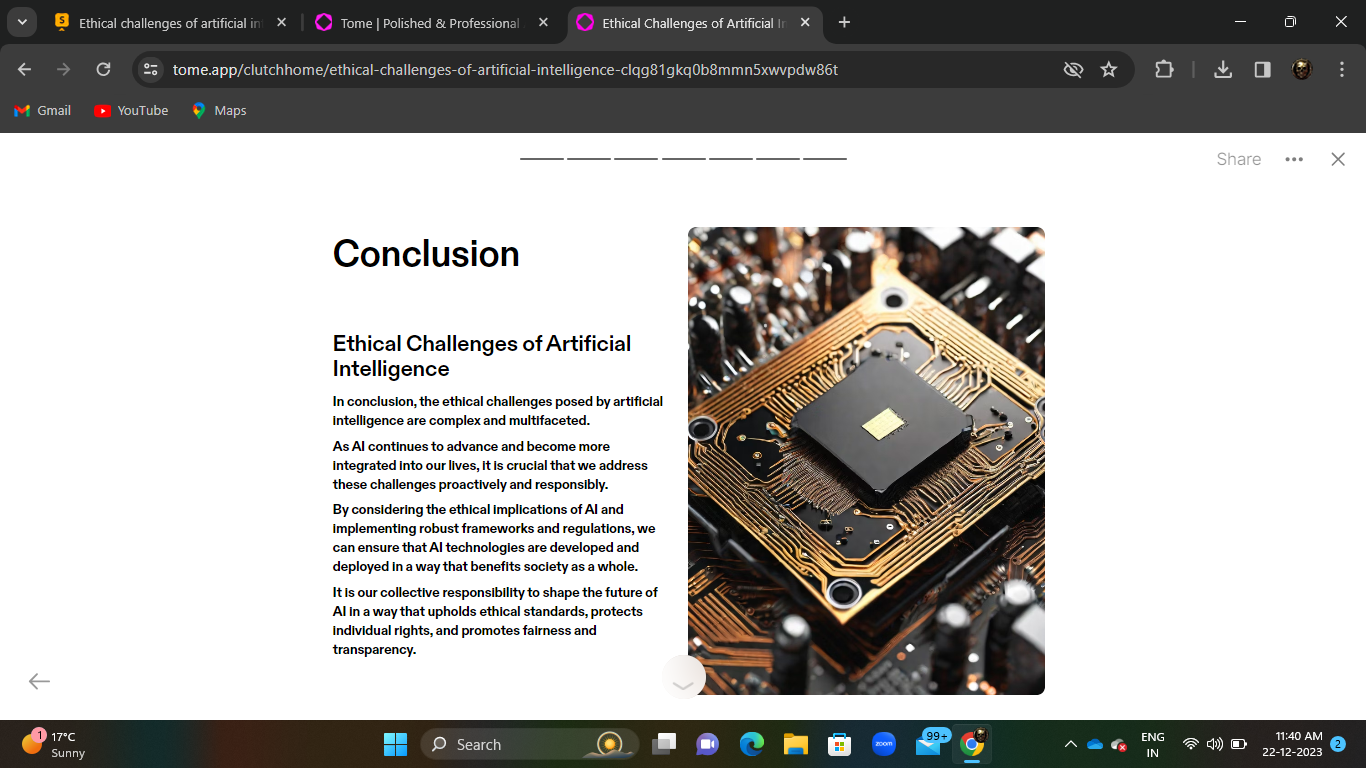 Ethical challenges of artificial in
Tome | Polished & Professional
Ethical Challenges of Artificial In
tome.app/clutchhome/ethical-challenges-of-artificial-intelligence-clqg81gkq0b8mmn5xwvpdw86t
Gmail YouTube Maps
Share
Conclusion
Ethical Challenges of Artificial
Intelligence
In conclusion, the ethical challenges posed by artificial
intelligence are complex and multifaceted.
As AI continues to advance and become more
integrated into our lives, it is crucial that we address
these challenges proactively and responsibly.
By considering the ethical implications of AI and
implementing robust frameworks and regulations, we
can ensure that AI technologies are developed and
deployed in a way that benefits society as a whole.
It is our collective responsibility to shape the future of
AI in a way that upholds ethical standards, protects
individual rights, and promotes fairness and
transparency.
1
17°C
Sunny
Search
zoom
99+
ENG
IN
11:40 AM
22-12-2023
2